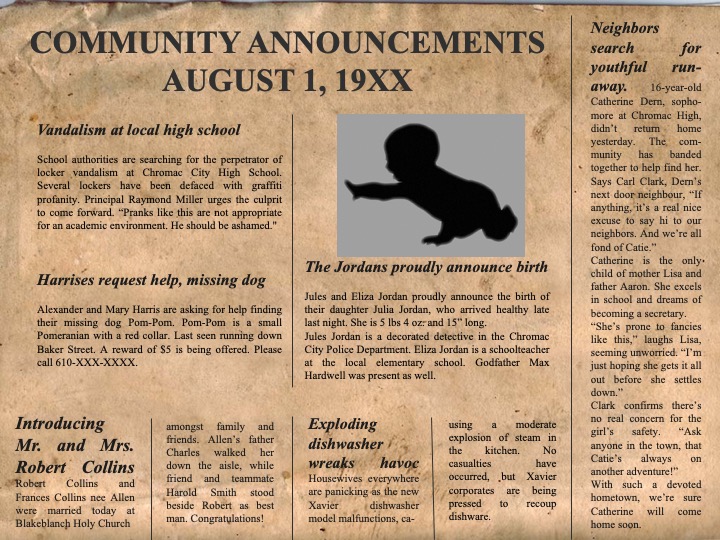 COMMUNITY ANNOUNCEMENTS
AUGUST 1, 19XX
Vandalism at local high school
School authorities are searching for the perpetrator of
locker vandalism at Chromac City High School.
Several lockers have been defaced with graffiti
profanity. Principal Raymond Miller urges the culprit
to come forward. “Pranks like this are not appropriate
for an academic environment. He should be ashamed."
Harrises request help, missing dog
Alexander and Mary Harris are asking for help finding
their missing dog Pom-Pom. Pom-Pom is a small
Pomeranian with a red collar. Last seen running down
Baker Street. A reward of $5 is being offered. Please
call 610-XXX-XXXX.
The Jordans proudly announce birth
Jules and Eliza Jordan proudly announce the birth of
their daughter Julia Jordan, who arrived healthy late
last night. She is 5 lbs 4 oz and 15” long.
Jules Jordan is a decorated detective in the Chromac
City Police Department. Eliza Jordan is a schoolteacher
at the local elementary school. Godfather Max
Hardwell was present as well.
Introducing
Mr. and Mrs.
Robert Collins
Robert Collins and
Frances Collins nee Allen
were married today at
Blakeblanch Holy Church
amongst family and
friends. Allen’s father
Charles walked her
down the aisle, while
friend and teammate
Harold Smith stood
beside Robert as best
man. Congratulations!
Exploding
dishwasher
wreaks havoc
Housewives everywhere
are panicking as the new
Xavier dishwasher
model malfunctions, ca-
using a moderate
explosion of steam in
the kitchen. No
casualties have
occurred, but Xavier
corporates are being
pressed to recoup
dishware.
Neighbors
search for
youthful run-
away. 16-year-old
Catherine Dern, sopho-
more at Chromac High,
didn’t return home
yesterday. The com-
munity has banded
together to help find her.
Says Carl Clark, Dern’s
next door neighbour, “If
anything, it’s a real nice
excuse to say hi to our
neighbors. And we’re all
fond of Catie.”
Catherine is the only
child of mother Lisa and
father Aaron. She excels
in school and dreams of
becoming a secretary.
“She’s prone to fancies
like this,” laughs Lisa,
seeming unworried. “I’m
just hoping she gets it all
out before she settles
down.”
Clark confirms there’s
no real concern for the
girl’s safety. “Ask
anyone in the town, that
Catie’s always on
another adventure!”
With such a devoted
hometown, we’re sure
Catherine will come
home soon.